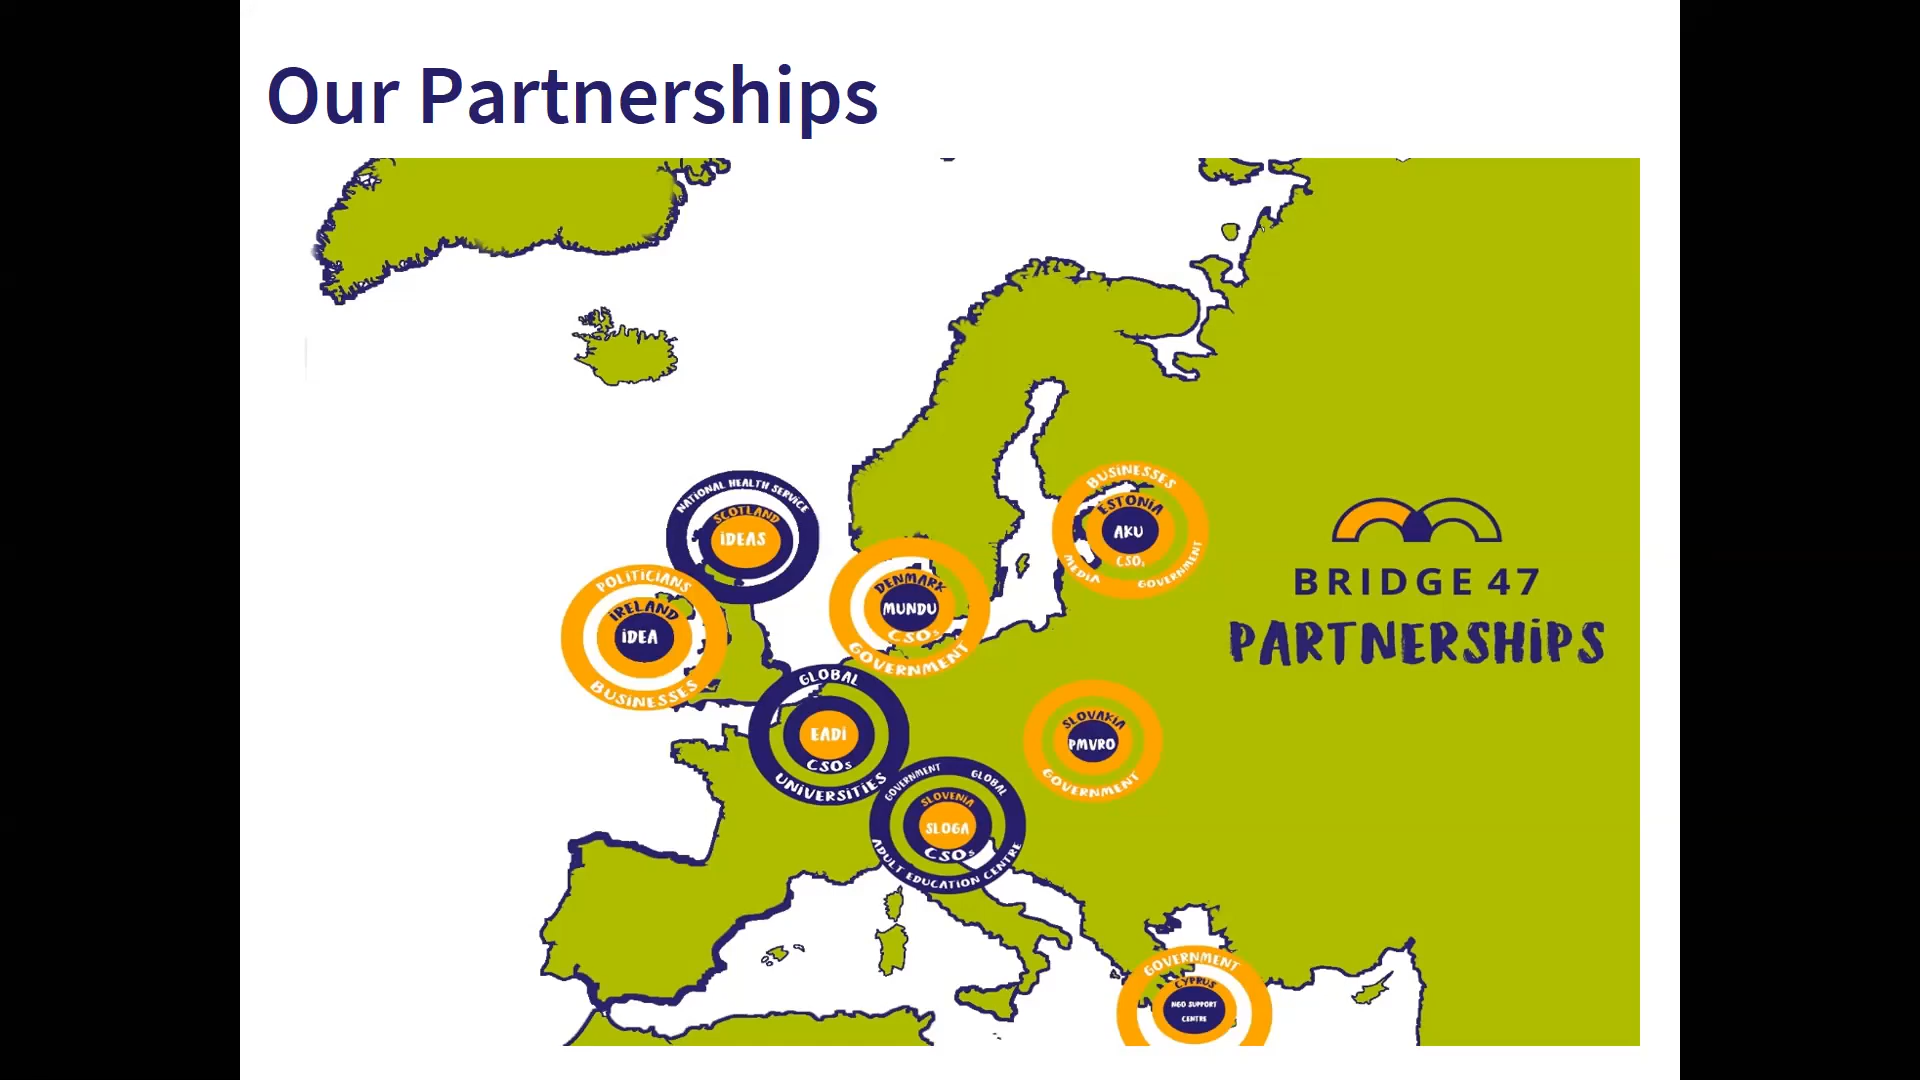 Our Partnerships
NATIONAL HEALTH SERVICE
SCOTLAND
iDEAS
POLITICIANS
iRELAND
iDEA
BUSINESSES
DENMARK
MUNDU
CSOs
GOVERNMENT
BUSINESSES
ESTONIA
AKU
CSOs
MEDIA
GOVERNMENT
BRIDGE 47
PARTNERSHiPS
GLOBAL
EADi
CSOs
UNIVERSITIES
SLOVAKIA
PMVRO
GOVERNMENT
GOVERNMENT
GLOBAL
SLOVENIA
SLOGA
CSOs
ADULT EDUCATION CENTRE
GOVERNMENT
CYPRUS
NGO SUPPORT
CENTRE